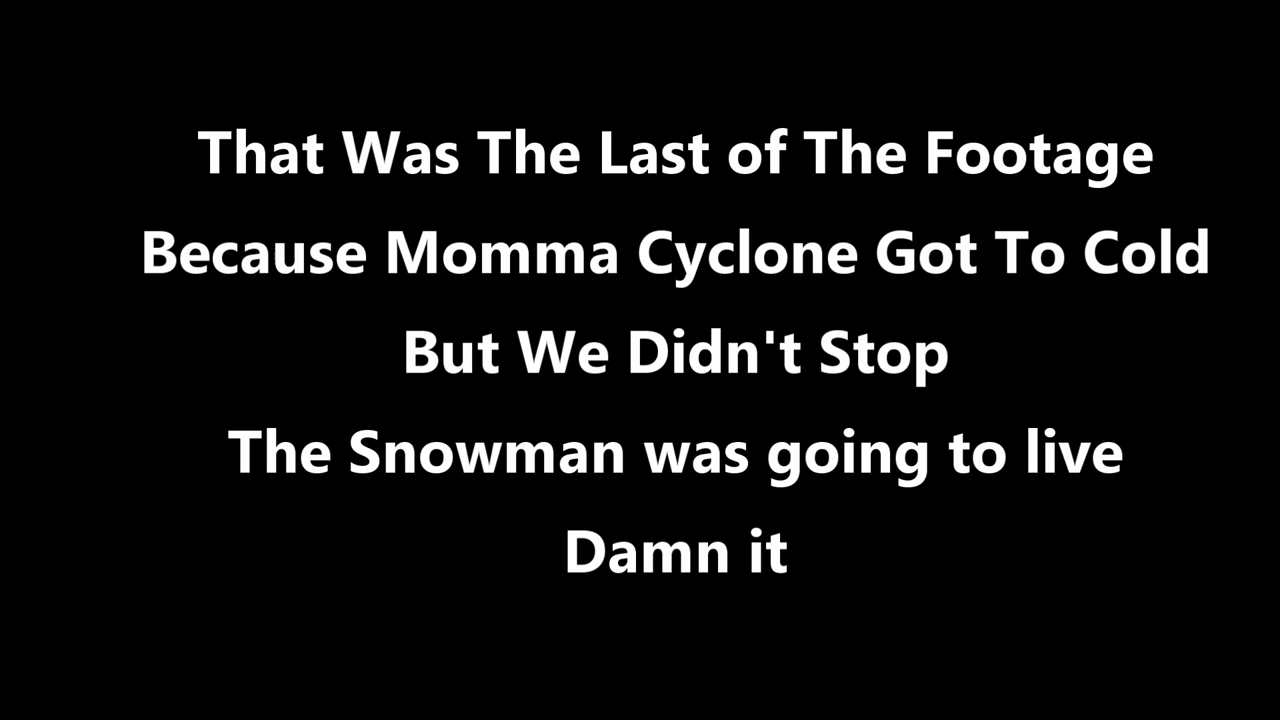 That Was The Last of The Footage
Because Momma Cyclone Got To Cold
But We Didn't Stop
The Snowman was going to live
Damn it